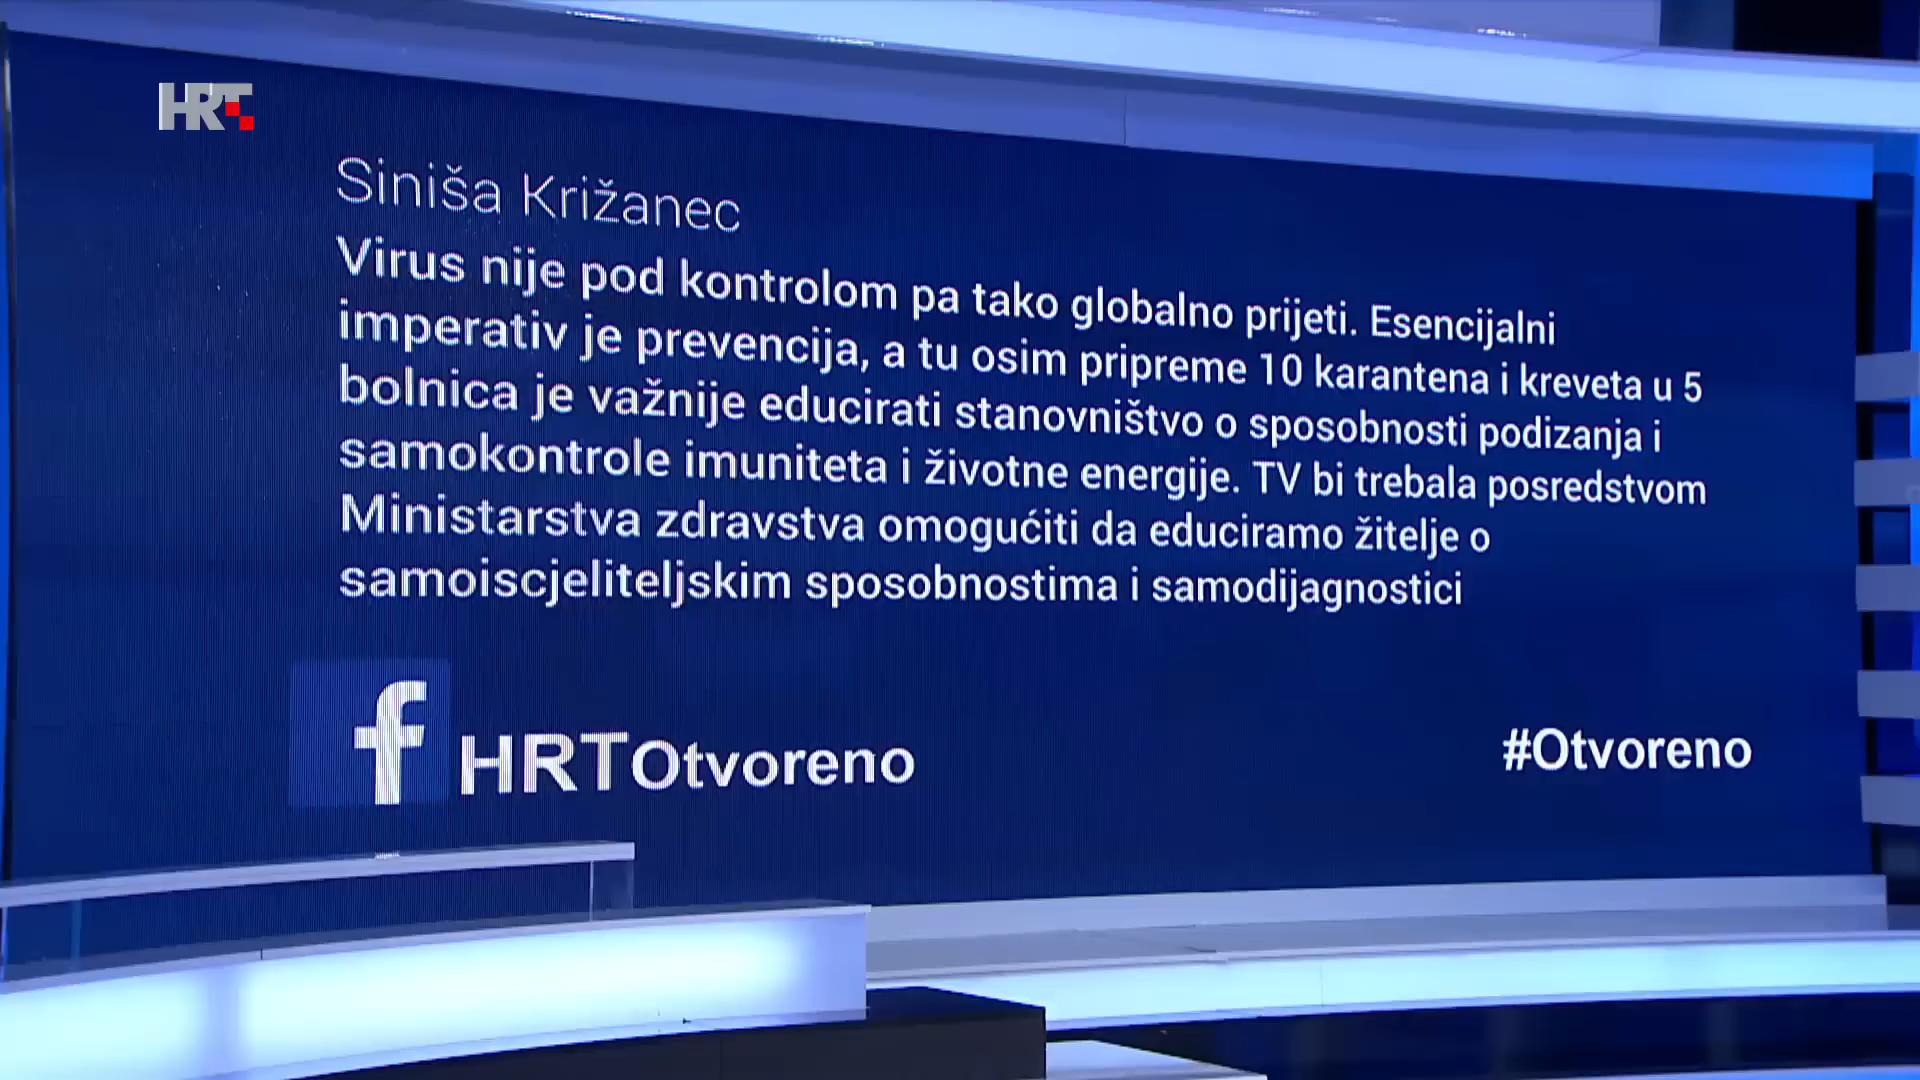 HRT
Siniša Križanec
Virus nije pod kontrolom pa tako globalno prijeti. Esencijalni
imperativ je prevencija, a tu osim pripreme 10 karantena i kreveta u 5
bolnica je važnije educirati stanovništvo o sposobnosti podizanja i
samokontrole imuniteta i životne energije. TV bi trebala posredstvom
Ministarstva zdravstva omogućiti da educiramo žitelje o
samoiscjeliteljskim sposobnostima i samodijagnostici
f HRTOtvoreno
#Otvoreno